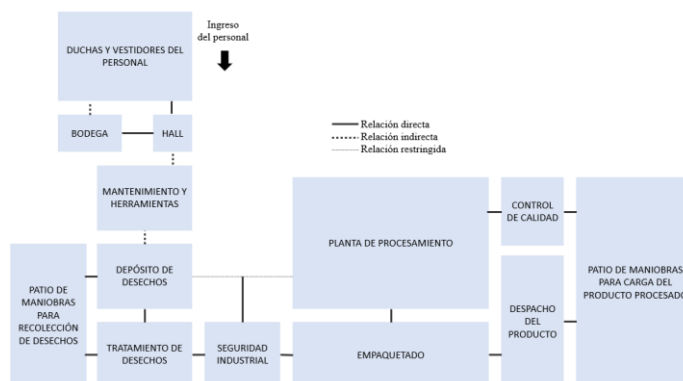 Ingreso
del personal
DUCHAS Y VESTIDORES DEL
PERSONAL
BODEGA
HALL
Relación directa
Relación indirecta
Relación restringida
MANTENIMIENTO Y
HERRAMIENTAS
PLANTA DE PROCESAMIENTO
CONTROL
DE CALIDAD
PATIO DE MANIOBRAS
PARA CARGA DEL
PRODUCTO PROCESADO
DEPÓSITO DE
DESECHOS
PATIO DE
MANIOBRAS
PARA
RECOLECCIÓN
DE DESECHOS
DESPACHO
DEL
PRODUCTO
TRATAMIENTO DE
DESECHOS
SEGURIDAD
INDUSTRIAL
EMPAQUETADO